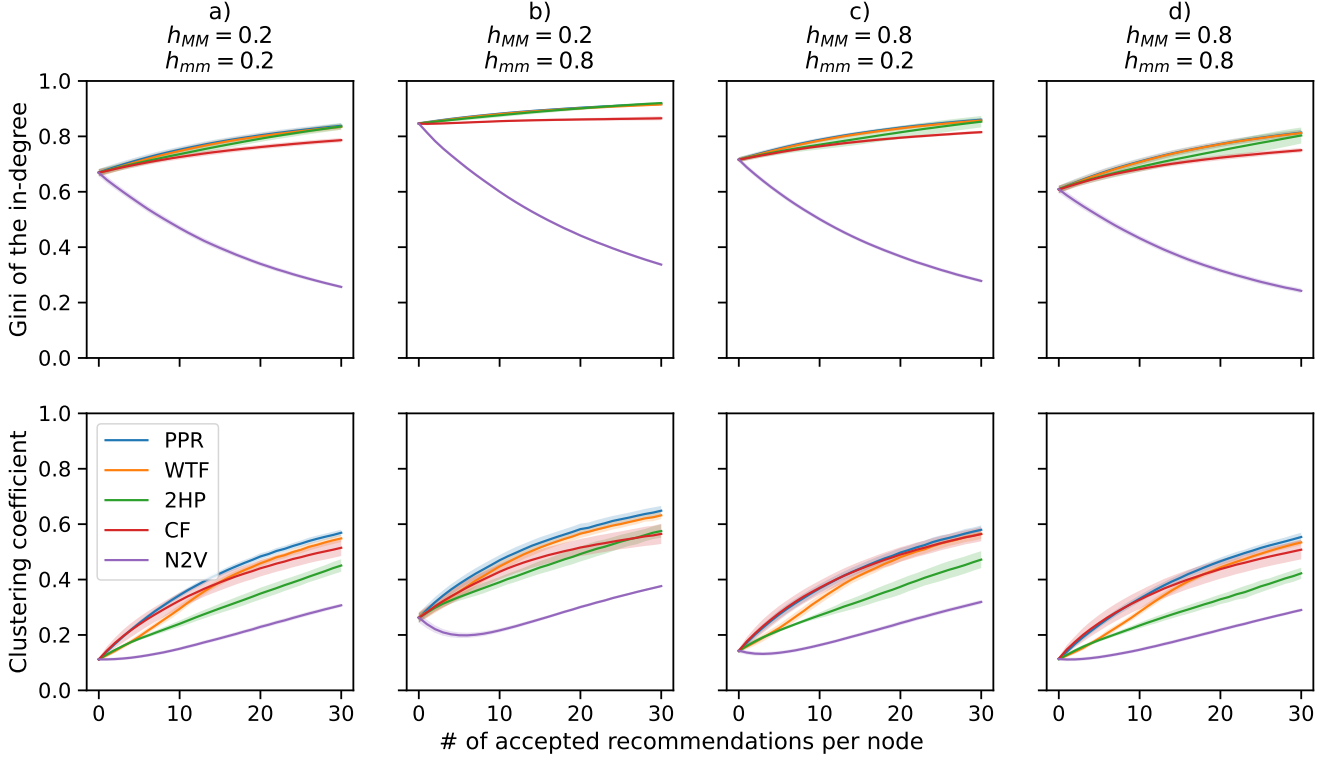 a) b) c) d)
h_MM = 0.2 h_MM = 0.2 h_MM = 0.8 h_MM = 0.8
h_mm = 0.2 h_mm = 0.8 h_mm = 0.2 h_mm = 0.8
Gini of the in-degree
1.0
0.8
0.6
0.4
0.2
0.0
Clustering coefficient
1.0
0.8
0.6
0.4
0.2
0.0
PPR
WTF
2HP
CF
N2V
0 10 20 30 0 10 20 30 0 10 20 30 0 10 20 30
# of accepted recommendations per node